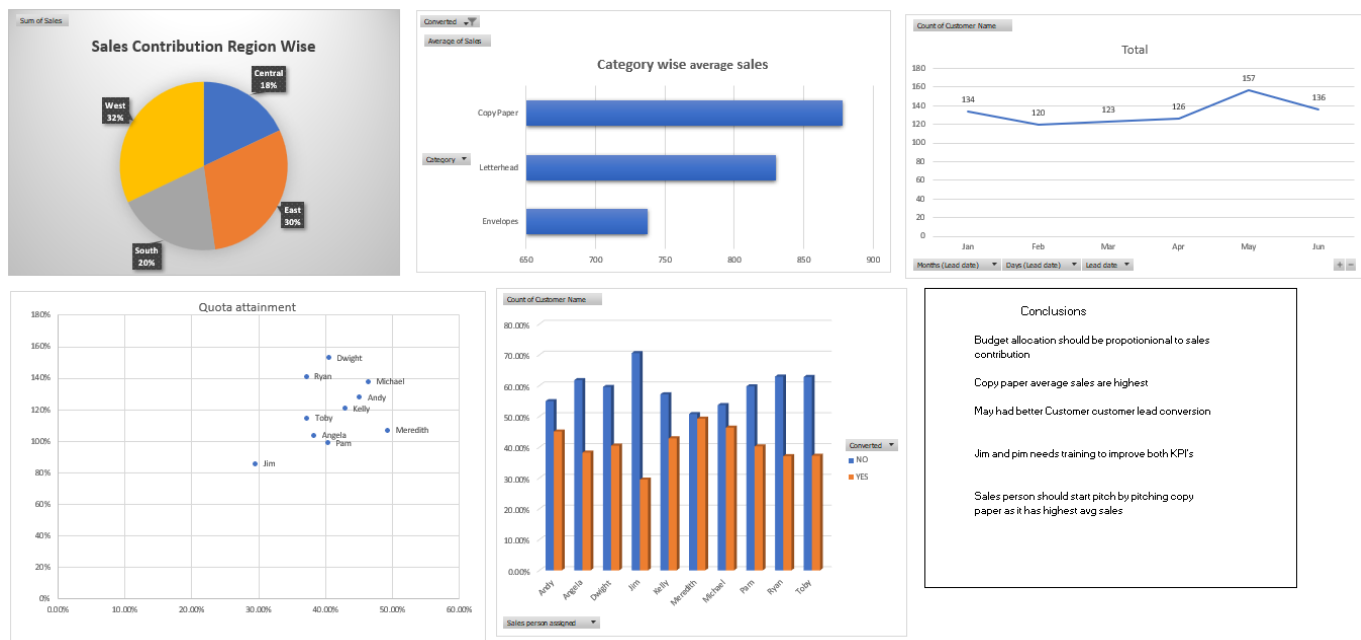 Sum of Sales
Sales Contribution Region Wise
Central
18%
West
32%
East
30%
South
20%
Converted
Average of Sales
Category wise average sales
Category
Copy Paper
Letterhead
Envelopes
650 700 750 800 850 900
Count of Customer Name
Total
180
160
140
120
100
80
60
40
20
0
134 120 123 126 157 136
Jan Feb Mar Apr May Jun
Months (Lead date) Days (Lead date) Lead date
+ −
Quota attainment
180%
160%
140%
120%
100%
80%
60%
40%
20%
0%
Dwight
Ryan
Michael
Andy
Kelly
Toby
Meredith
Angela
Pam
Jim
0.00% 10.00% 20.00% 30.00% 40.00% 50.00% 60.00%
Count of Customer Name
80.00%
70.00%
60.00%
50.00%
40.00%
30.00%
20.00%
10.00%
0.00%
Andy Angela Dwight Jim Kelly Meredith Michael Pam Ryan Toby
Converted
NO
YES
Sales person assigned
Conclusions
Budget allocation should be propotionional to sales
contribution
Copy paper average sales are highest
May had better Customer customer lead conversion
Jim and pim needs training to improve both KPI's
Sales person should start pitch by pitching copy
paper as it has highest avg sales